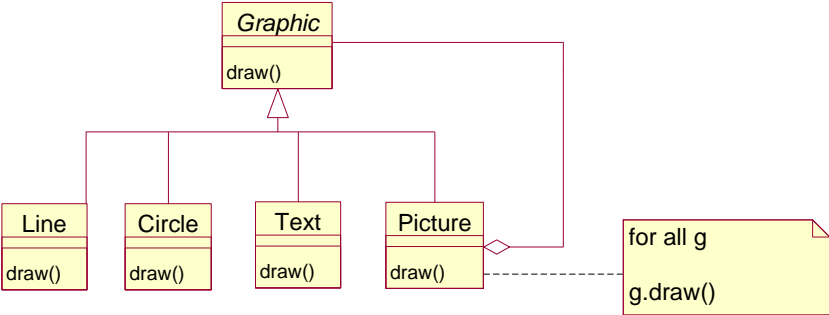 Graphic
draw()
Line
draw()
Circle
draw()
Text
draw()
Picture
draw()
for all g
g.draw()